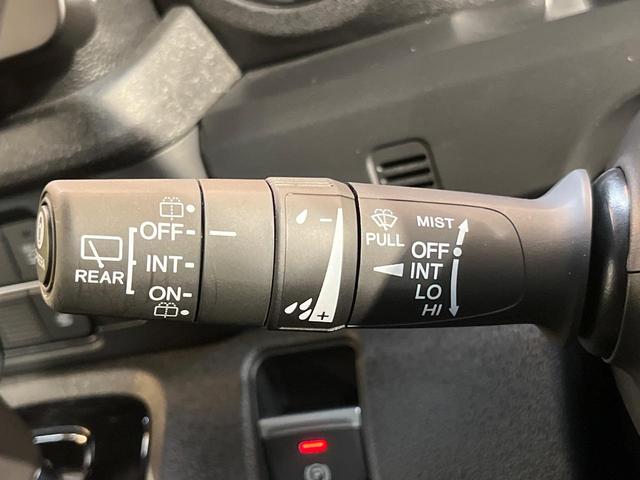 OFF
INT
ON
REAR
- +
PULL
MIST
OFF
INT
LO
HI